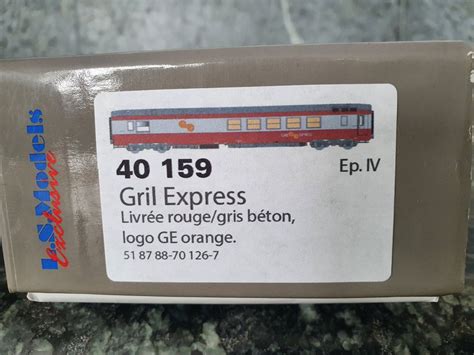 L.S.Models
exclusive
40 159 Ep. IV
Gril Express
Livrée rouge/gris béton,
logo GE orange.
51 87 88-70 126-7